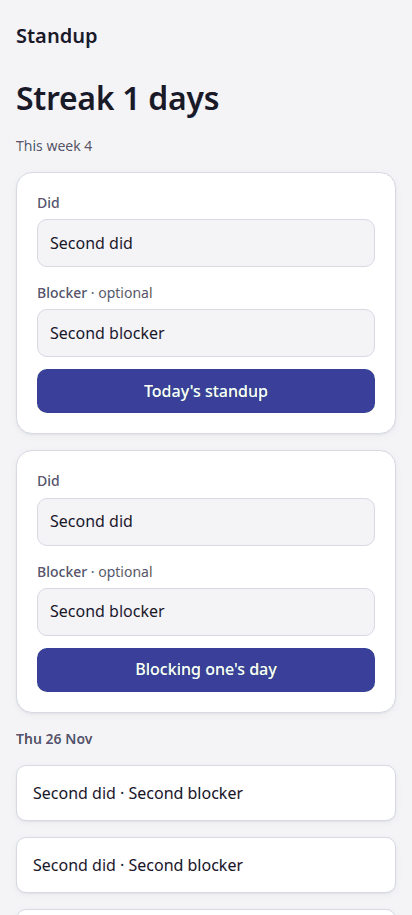 Standup
Streak 1 days
This week 4
Did
Second did
Blocker · optional
Second blocker
Today's standup
Did
Second did
Blocker · optional
Second blocker
Blocking one's day
Thu 26 Nov
Second did · Second blocker
Second did · Second blocker